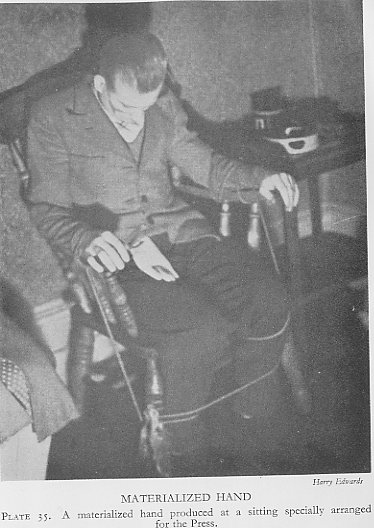 Harry Edwards
MATERIALIZED HAND
PLATE 35. A materialized hand produced at a sitting specially arranged
for the Press.